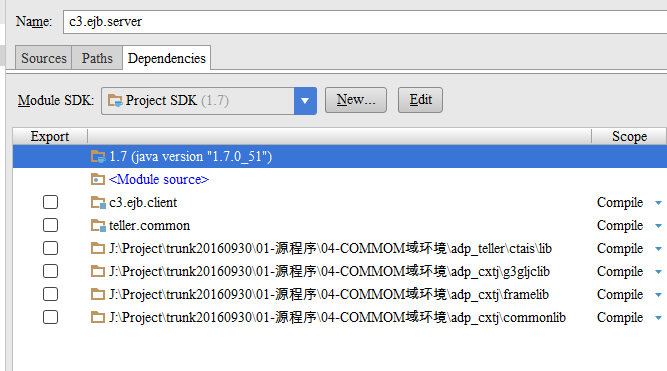 Name: c3.ejb.server
Sources Paths Dependencies
Module SDK: Project SDK (1.7) New... Edit
Export Scope
1.7 (java version "1.7.0_51")
<Module source>
c3.ejb.client Compile
teller.common Compile
J:\Project\trunk20160930\01-源程序\04-COMMOM域环境\adp_teller\ctais\lib Compile
J:\Project\trunk20160930\01-源程序\04-COMMOM域环境\adp_cxtj\g3gljclib Compile
J:\Project\trunk20160930\01-源程序\04-COMMOM域环境\adp_cxtj\framelib Compile
J:\Project\trunk20160930\01-源程序\04-COMMOM域环境\adp_cxtj\commonlib Compile